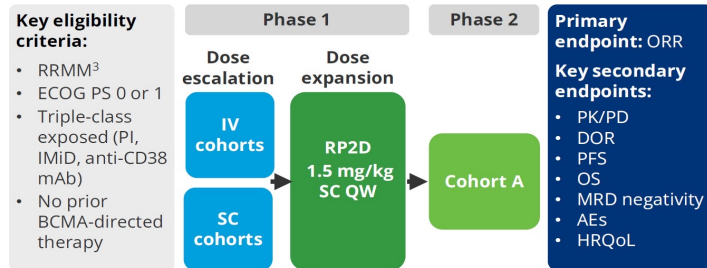 Key eligibility
criteria:
• RRMM³
• ECOG PS 0 or 1
• Triple-class
exposed (PI,
IMiD, anti-CD38
mAb)
• No prior
BCMA-directed
therapy
Phase 1
Phase 2
Dose
escalation
Dose
expansion
IV
cohorts
SC
cohorts
RP2D
1.5 mg/kg
SC QW
Cohort A
Primary
endpoint: ORR
Key secondary
endpoints:
• PK/PD
• DOR
• PFS
• OS
• MRD negativity
• AEs
• HRQoL